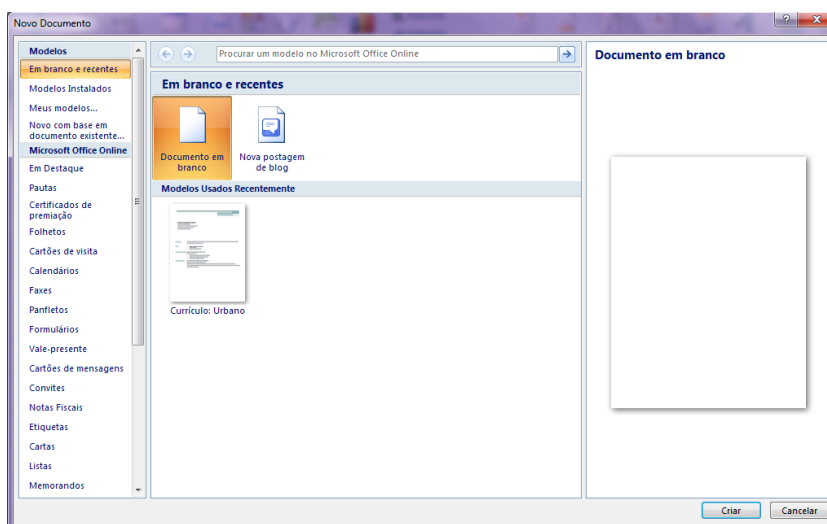 Novo Documento
Modelos
Em branco e recentes
Modelos Instalados
Meus modelos...
Novo com base em
documento existente...
Microsoft Office Online
Em Destaque
Pautas
Certificados de
premiação
Folhetos
Cartões de visita
Calendários
Faxes
Panfletos
Formulários
Vale-presente
Cartões de mensagens
Convites
Notas Fiscais
Etiquetas
Cartas
Listas
Memorandos
Procurar um modelo no Microsoft Office Online
Em branco e recentes
Documento em
branco
Nova postagem
de blog
Modelos Usados Recentemente
Currículo: Urbano
Documento em branco
Criar
Cancelar